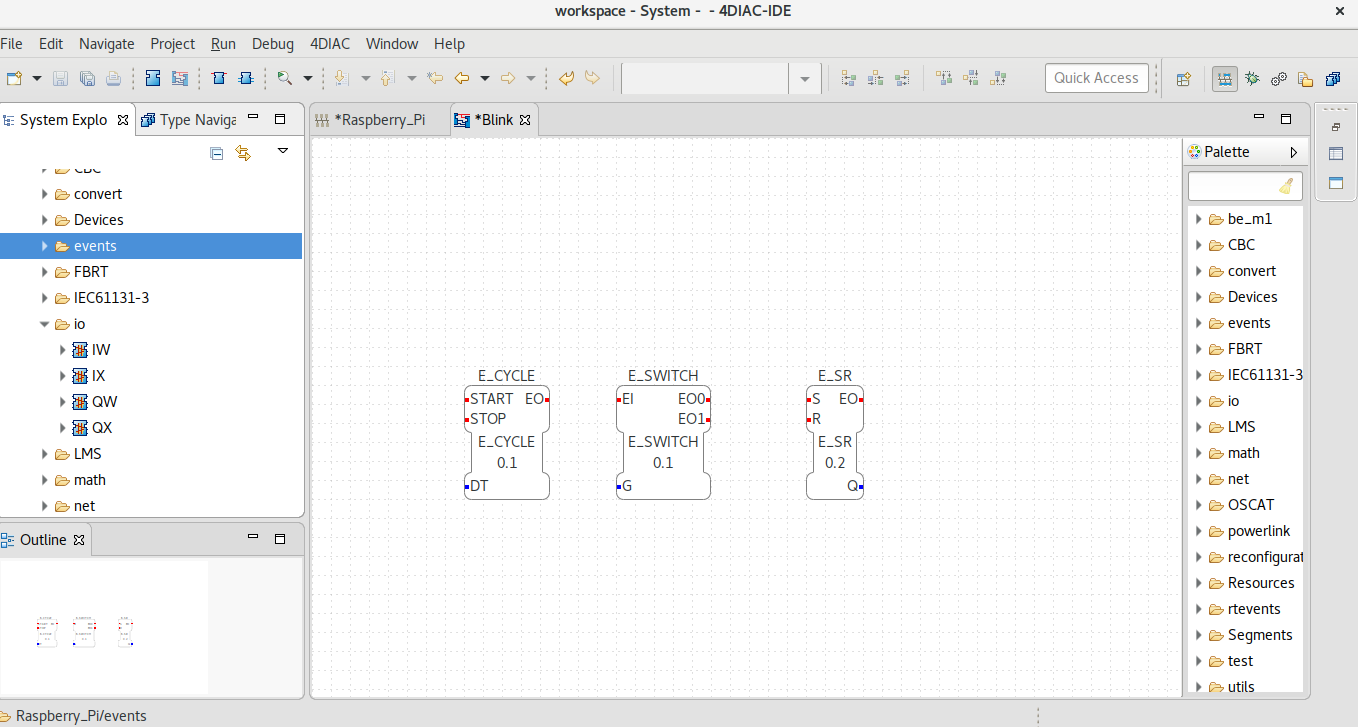 workspace - System - - 4DIAC-IDE
File Edit Navigate Project Run Debug 4DIAC Window Help
Quick Access
System Explo
Type Naviga
CBC
convert
Devices
events
FBRT
IEC61131-3
io
IW
IX
QW
QX
LMS
math
net
Outline
*Raspberry_Pi
*Blink
E_CYCLE
START EO
STOP
E_CYCLE
0.1
DT
E_SWITCH
EI EO0
EO1
E_SWITCH
0.1
G
E_SR
S EO
R
E_SR
0.2
Q
Palette
be_m1
CBC
convert
Devices
events
FBRT
IEC61131-3
io
LMS
math
net
OSCAT
powerlink
reconfigurat
Resources
rtevents
Segments
test
utils
Raspberry_Pi/events